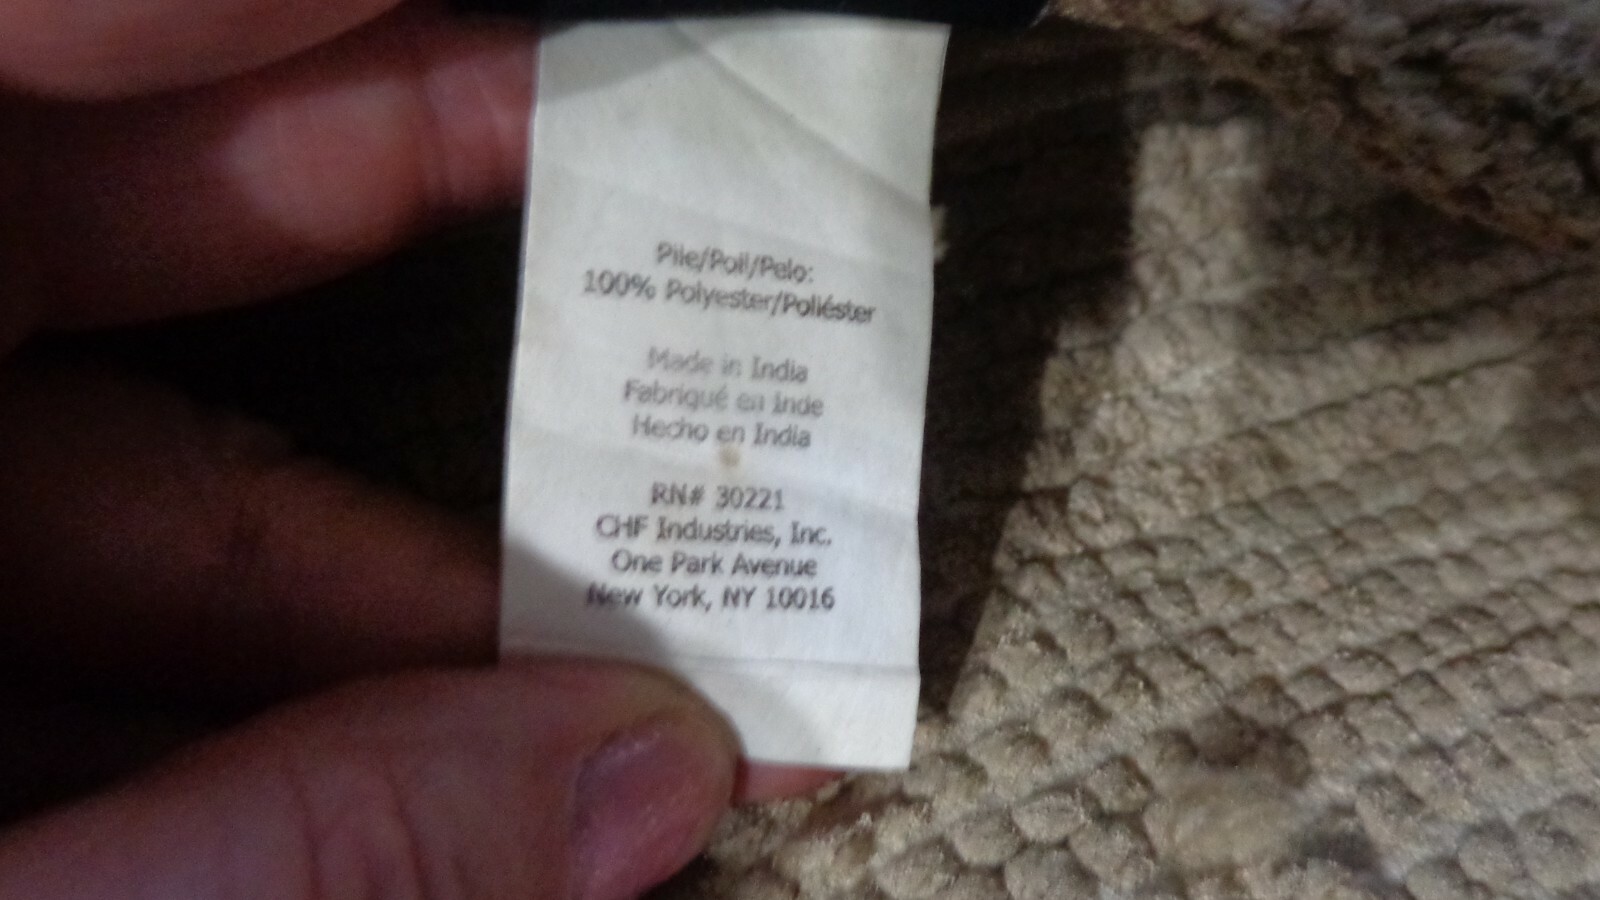 Pile/Poil/Pelo:
100% Polyester/Poliéster
Made in India
Fabriqué en Inde
Hecho en India
RN# 30221
CHF Industries, Inc.
One Park Avenue
New York, NY 10016